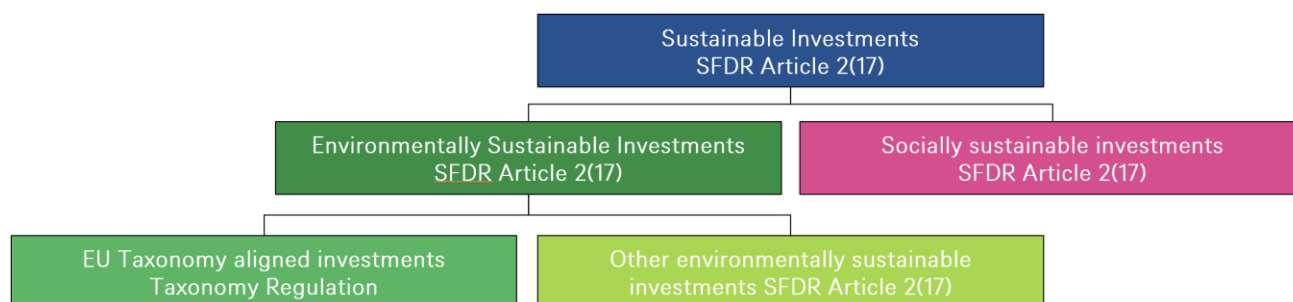 Sustainable Investments
SFDR Article 2(17)
Environmentally Sustainable Investments
SFDR Article 2(17)
Socially sustainable investments
SFDR Article 2(17)
EU Taxonomy aligned investments
Taxonomy Regulation
Other environmentally sustainable
investments SFDR Article 2(17)